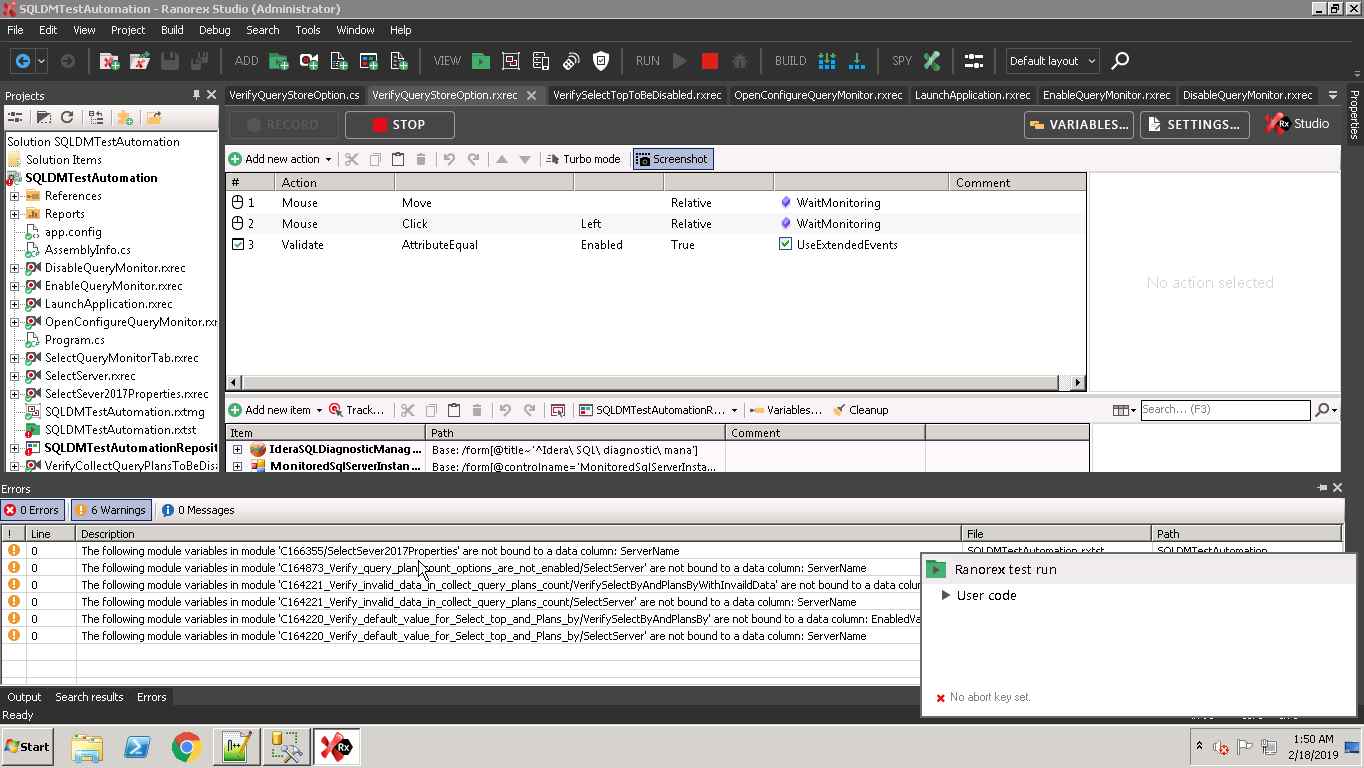 SQLDMTestAutomation - Ranorex Studio (Administrator)
File Edit View Project Build Debug Search Tools Window Help
ADD VIEW RUN BUILD SPY Default layout
Projects
VerifyQueryStoreOption.cs VerifyQueryStoreOption.rxrec VerifySelectTopToBeDisabled.rxrec OpenConfigureQueryMonitor.rxrec LaunchApplication.rxrec EnableQueryMonitor.rxrec DisableQueryMonitor.rxrec
Properties
RECORD STOP VARIABLES... SETTINGS... Rx Studio
Solution SQLDMTestAutomation
Solution Items
SQLDMTestAutomation
References
Reports
app.config
AssemblyInfo.cs
DisableQueryMonitor.rxrec
EnableQueryMonitor.rxrec
LaunchApplication.rxrec
OpenConfigureQueryMonitor.rxr
Program.cs
SelectQueryMonitorTab.rxrec
SelectServer.rxrec
SelectSever2017Properties.rxrec
SQLDMTestAutomation.rxtmg
SQLDMTestAutomation.rxtst
SQLDMTestAutomationReposit
VerifyCollectQueryPlansToBeDisa
Add new action Turbo mode Screenshot
# Action Comment
1 Mouse Move Relative WaitMonitoring
2 Mouse Click Left Relative WaitMonitoring
3 Validate AttributeEqual Enabled True UseExtendedEvents
No action selected
Add new item Track... SQLDMTestAutomationR... Variables... Cleanup Search... (F3)
Item Path Comment
IderaSQLDiagnosticManag... Base: /form[@title~'^Idera\ SQL\ diagnostic\ mana']
MonitoredSqlServerInstan... Base: /form[@controlname='MonitoredSqlServerInsta...
Errors
0 Errors 6 Warnings 0 Messages
! Line Description File Path
0 The following module variables in module 'C166355/SelectSever2017Properties' are not bound to a data column: ServerName SQLDMTestAutomation.rxtst SQLDMTestAutomation
0 The following module variables in module 'C164873_Verify_query_plan_count_options_are_not_enabled/SelectServer' are not bound to a data column: ServerName
0 The following module variables in module 'C164221_Verify_invalid_data_in_collect_query_plans_count/VerifySelectByAndPlansByWithInvaildData' are not bound to a data colum
0 The following module variables in module 'C164221_Verify_invalid_data_in_collect_query_plans_count/SelectServer' are not bound to a data column: ServerName
0 The following module variables in module 'C164220_Verify_default_value_for_Select_top_and_Plans_by/VerifySelectByAndPlansBy' are not bound to a data column: EnabledVa
0 The following module variables in module 'C164220_Verify_default_value_for_Select_top_and_Plans_by/SelectServer' are not bound to a data column: ServerName
Ranorex test run
User code
No abort key set.
Output Search results Errors
Ready
Start
Rx
1:50 AM
2/18/2019